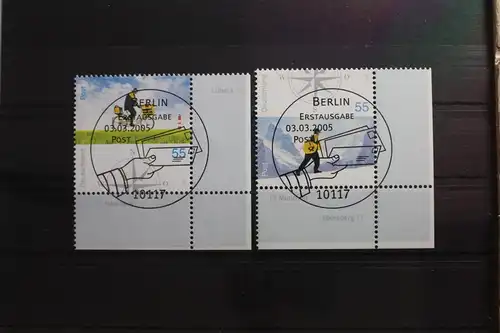 BERLIN
ERSTAUSGABE
03.03.2005
POST
55
10117
W O
BERLIN
ERSTAUSGABE
03.03.2005
POST
55
10117